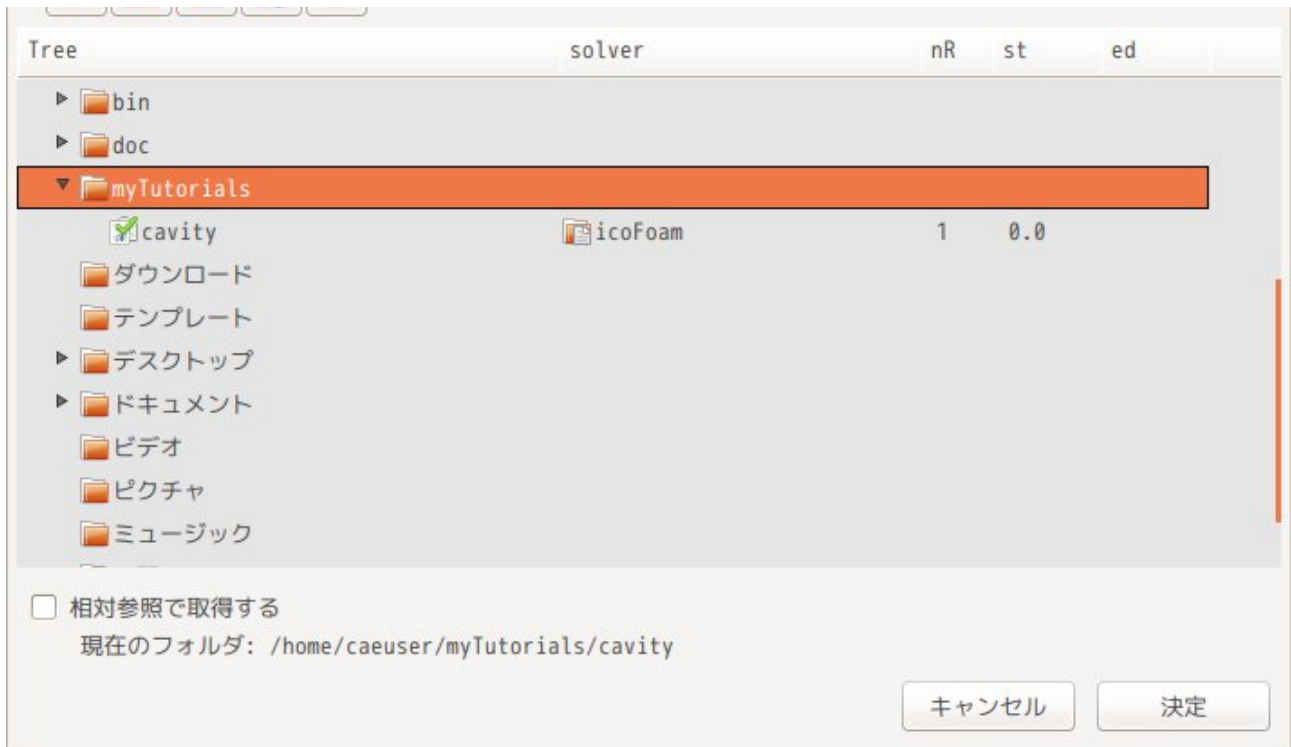 Tree solver nR st ed
bin
doc
myTutorials
cavity icoFoam 1 0.0
ダウンロード
テンプレート
デスクトップ
ドキュメント
ビデオ
ピクチャ
ミュージック
相対参照で取得する
現在のフォルダ: /home/caeuser/myTutorials/cavity
キャンセル 決定